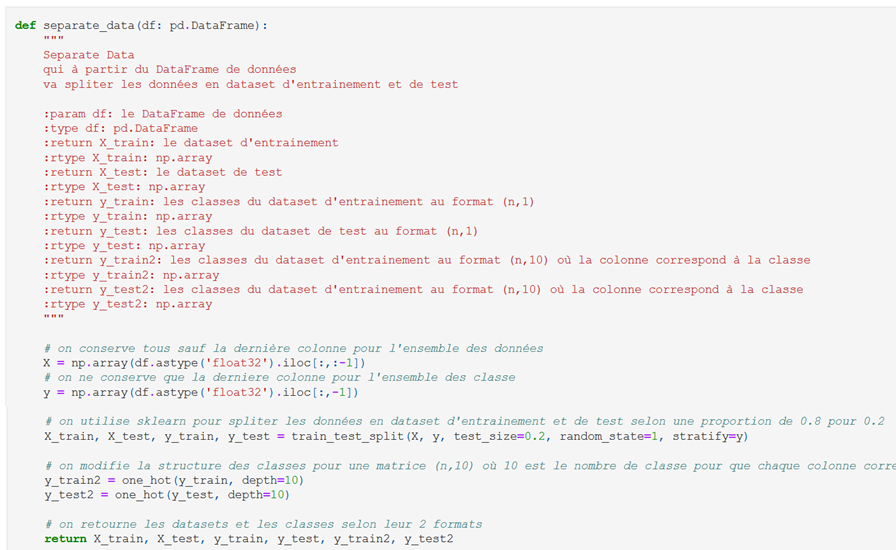 def separate_data(df: pd.DataFrame):
"""
Separate Data
qui à partir du DataFrame de données
va spliter les données en dataset d'entrainement et de test
:param df: le DataFrame de données
:type df: pd.DataFrame
:return X_train: le dataset d'entrainement
:rtype X_train: np.array
:return X_test: le dataset de test
:rtype X_test: np.array
:return y_train: les classes du dataset d'entrainement au format (n,1)
:rtype y_train: np.array
:return y_test: les classes du dataset de test au format (n,1)
:rtype y_test: np.array
:return y_train2: les classes du dataset d'entrainement au format (n,10) où la colonne correspond à la classe
:rtype y_train2: np.array
:return y_test2: les classes du dataset d'entrainement au format (n,10) où la colonne correspond à la classe
:rtype y_test2: np.array
"""
# on conserve tous sauf la dernière colonne pour l'ensemble des données
X = np.array(df.astype('float32').iloc[:,:-1])
# on ne conserve que la derniere colonne pour l'ensemble des classe
y = np.array(df.astype('float32').iloc[:,-1])
# on utilise sklearn pour spliter les données en dataset d'entrainement et de test selon une proportion de 0.8 pour 0.2
X_train, X_test, y_train, y_test = train_test_split(X, y, test_size=0.2, random_state=1, stratify=y)
# on modifie la structure des classes pour une matrice (n,10) où 10 est le nombre de classe pour que chaque colonne corre
y_train2 = one_hot(y_train, depth=10)
y_test2 = one_hot(y_test, depth=10)
# on retourne les datasets et les classes selon leur 2 formats
return X_train, X_test, y_train, y_test, y_train2, y_test2